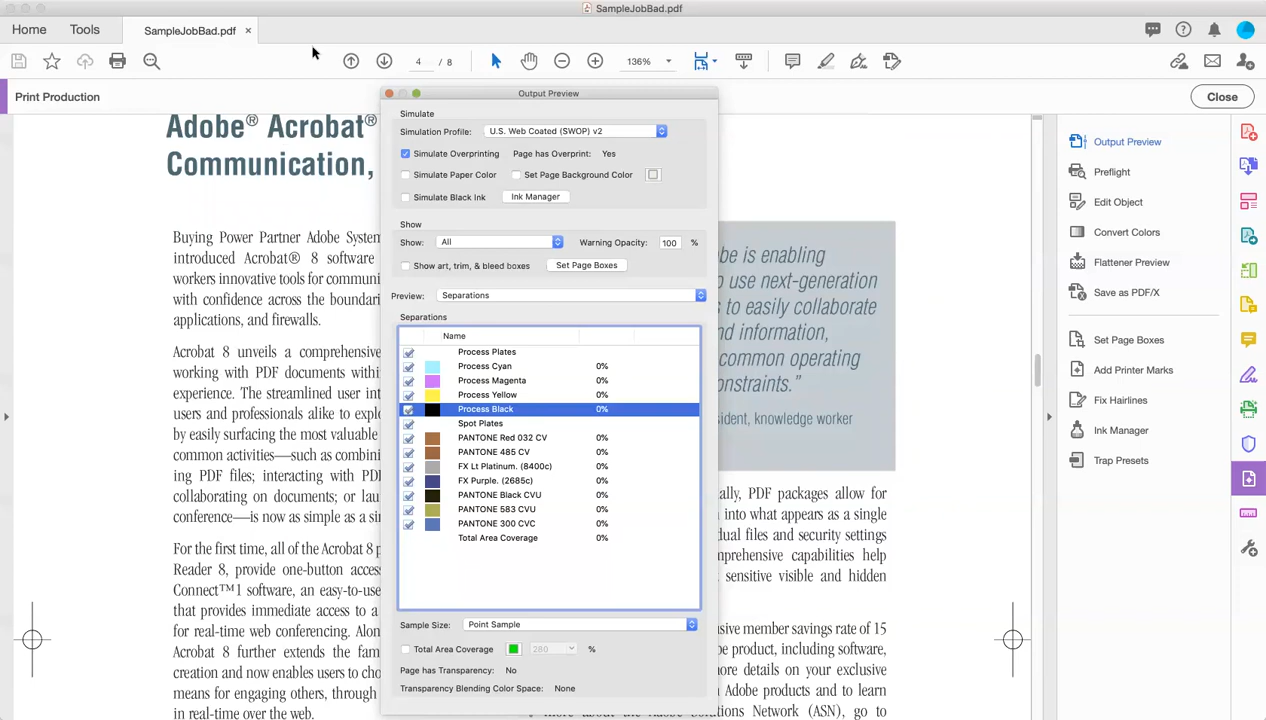 SampleJobBad.pdf
Home
Tools
SampleJobBad.pdf ×
4 / 8
136%
Print Production
Close
Adobe® Acrobat®
Communication,
Buying Power Partner Adobe System
introduced Acrobat® 8 software
workers innovative tools for commun
with confidence across the boundari
applications, and firewalls.
Acrobat 8 unveils a comprehensive
working with PDF documents withi
experience. The streamlined user int
users and professionals alike to explo
by easily surfacing the most valuable
common activities—such as combini
ing PDF files; interacting with PDF
collaborating on documents; or lau
conference—is now as simple as a si
For the first time, all of the Acrobat 8 p
Reader 8, provide one-button acces
Connect™1 software, an easy-to-use
that provides immediate access to a
for real-time web conferencing. Alon
Acrobat 8 further extends the fam
creation and now enables users to cho
means for engaging others, through
in real-time over the web.
Output Preview
Simulate
Simulation Profile: U.S. Web Coated (SWOP) v2
Simulate Overprinting Page has Overprint: Yes
Simulate Paper Color Set Page Background Color
Simulate Black Ink Ink Manager
Show
Show: All Warning Opacity: 100 %
Show art, trim, & bleed boxes Set Page Boxes
Preview: Separations
Separations
Name
Process Plates
Process Cyan 0%
Process Magenta 0%
Process Yellow 0%
Process Black 0%
Spot Plates
PANTONE Red 032 CV 0%
PANTONE 485 CV 0%
FX Lt Platinum. (8400c) 0%
FX Purple. (2685c) 0%
PANTONE Black CVU 0%
PANTONE 583 CVU 0%
PANTONE 300 CVC 0%
Total Area Coverage 0%
Sample Size: Point Sample
Total Area Coverage 280 %
Page has Transparency: No
Transparency Blending Color Space: None
be is enabling
o use next-generation
s to easily collaborate
nd information,
common operating
onstraints.”
ident, knowledge worker
ally, PDF packages allow for
into what appears as a single
dual files and security settings
mprehensive capabilities help
sensitive visible and hidden
sive member savings rate of 15
be product, including software,
more details on your exclusive
Adobe products and to learn
more about the Adobe Solutions Network (ASN), go to
Output Preview
Preflight
Edit Object
Convert Colors
Flattener Preview
Save as PDF/X
Set Page Boxes
Add Printer Marks
Fix Hairlines
Ink Manager
Trap Presets